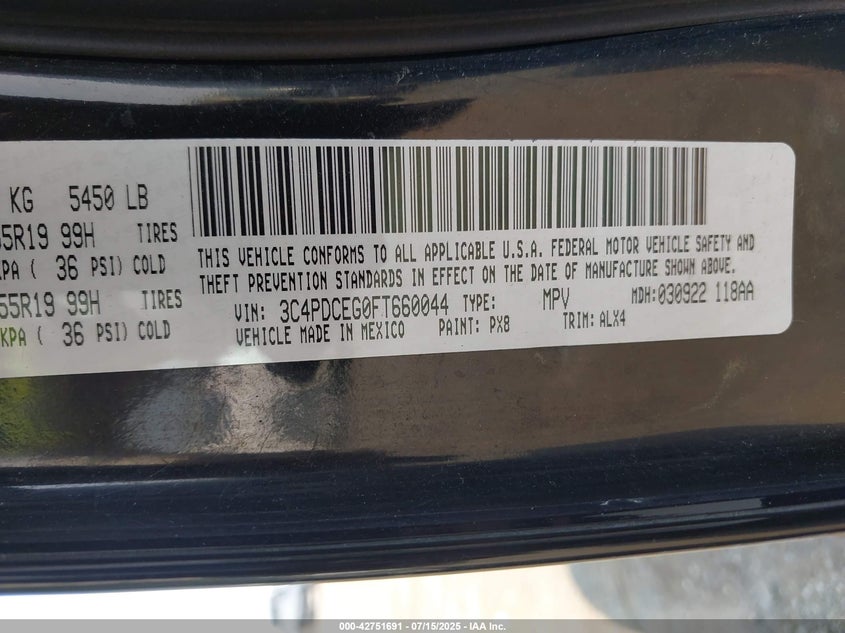 KG 5450 LB
55R19 99H TIRES
KPA ( 36 PSI) COLD
55R19 99H TIRES
KPA ( 36 PSI) COLD
THIS VEHICLE CONFORMS TO ALL APPLICABLE U.S.A. FEDERAL MOTOR VEHICLE SAFETY AND
THEFT PREVENTION STANDARDS IN EFFECT ON THE DATE OF MANUFACTURE SHOWN ABOVE.
VIN: 3C4PDCEG0FT660044 TYPE: MPV MDH:030922 118AA
VEHICLE MADE IN MEXICO PAINT: PX8 TRIM: ALX4
000-42751691 - 07/15/2025 - IAA Inc.